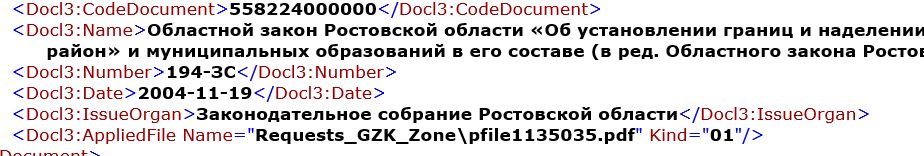 <Docl3:CodeDocument>558224000000</Docl3:CodeDocument>
<Docl3:Name>Областной закон Ростовской области «Об установлении границ и наделении
район» и муниципальных образований в его составе (в ред. Областного закона Росто
<Docl3:Number>194-ЗС</Docl3:Number>
<Docl3:Date>2004-11-19</Docl3:Date>
<Docl3:IssueOrgan>Законодательное собрание Ростовской области</Docl3:IssueOrgan>
<Docl3:AppliedFile Name="Requests_GZK_Zone\pfile1135035.pdf" Kind="01"/>
Document>